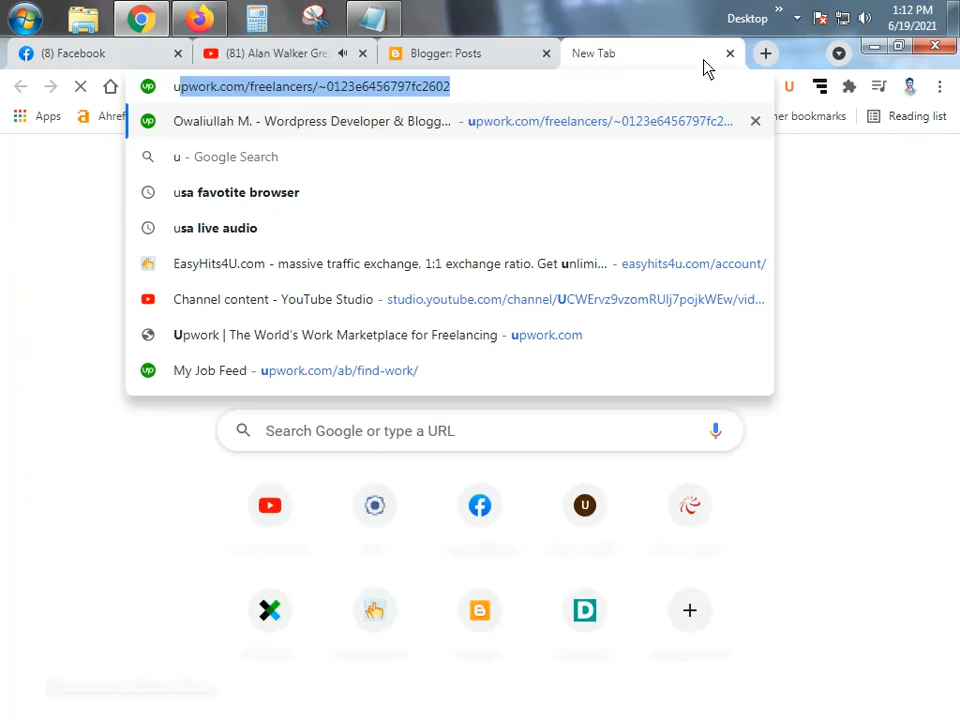 1:12 PM
Desktop
6/19/2021
(8) Facebook
(81) Alan Walker Gre
Blogger: Posts
New Tab
upwork.com/freelancers/~0123e6456797fc2602
Apps
Ahref
her bookmarks
Reading list
Owaliullah M. - Wordpress Developer & Blogg... - upwork.com/freelancers/~0123e6456797fc2...
u - Google Search
usa favotite browser
usa live audio
EasyHits4U.com - massive traffic exchange, 1:1 exchange ratio. Get unlimi... - easyhits4u.com/account/
Channel content - YouTube Studio - studio.youtube.com/channel/UCWErvz9vzomRUlj7pojkWEw/vid...
Upwork | The World's Work Marketplace for Freelancing - upwork.com
My Job Feed - upwork.com/ab/find-work/
Search Google or type a URL